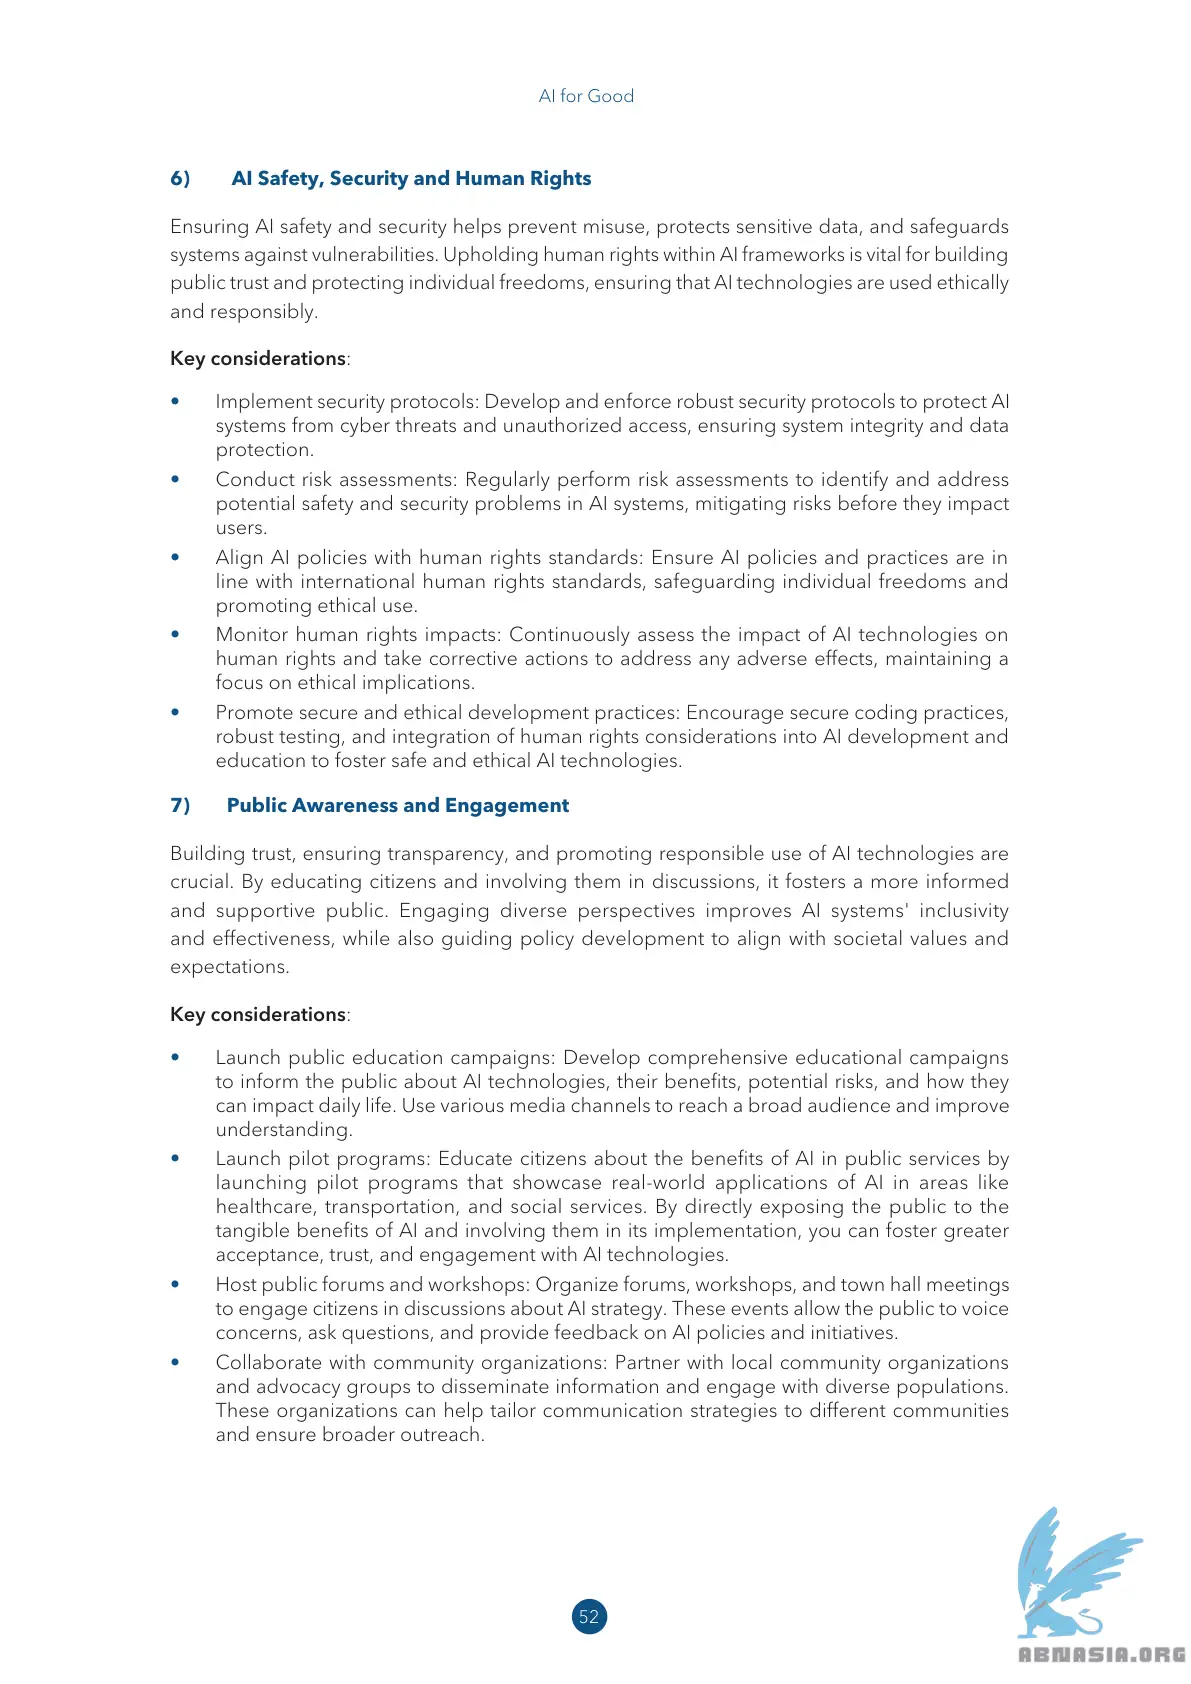 AI for Good
6) AI Safety, Security and Human Rights
Ensuring AI safety and security helps prevent misuse, protects sensitive data, and safeguards
systems against vulnerabilities. Upholding human rights within AI frameworks is vital for building
public trust and protecting individual freedoms, ensuring that AI technologies are used ethically
and responsibly.
Key considerations:
• Implement security protocols: Develop and enforce robust security protocols to protect AI
systems from cyber threats and unauthorized access, ensuring system integrity and data
protection.
• Conduct risk assessments: Regularly perform risk assessments to identify and address
potential safety and security problems in AI systems, mitigating risks before they impact
users.
• Align AI policies with human rights standards: Ensure AI policies and practices are in
line with international human rights standards, safeguarding individual freedoms and
promoting ethical use.
• Monitor human rights impacts: Continuously assess the impact of AI technologies on
human rights and take corrective actions to address any adverse effects, maintaining a
focus on ethical implications.
• Promote secure and ethical development practices: Encourage secure coding practices,
robust testing, and integration of human rights considerations into AI development and
education to foster safe and ethical AI technologies.
7) Public Awareness and Engagement
Building trust, ensuring transparency, and promoting responsible use of AI technologies are
crucial. By educating citizens and involving them in discussions, it fosters a more informed
and supportive public. Engaging diverse perspectives improves AI systems' inclusivity
and effectiveness, while also guiding policy development to align with societal values and
expectations.
Key considerations:
• Launch public education campaigns: Develop comprehensive educational campaigns
to inform the public about AI technologies, their benefits, potential risks, and how they
can impact daily life. Use various media channels to reach a broad audience and improve
understanding.
• Launch pilot programs: Educate citizens about the benefits of AI in public services by
launching pilot programs that showcase real-world applications of AI in areas like
healthcare, transportation, and social services. By directly exposing the public to the
tangible benefits of AI and involving them in its implementation, you can foster greater
acceptance, trust, and engagement with AI technologies.
• Host public forums and workshops: Organize forums, workshops, and town hall meetings
to engage citizens in discussions about AI strategy. These events allow the public to voice
concerns, ask questions, and provide feedback on AI policies and initiatives.
• Collaborate with community organizations: Partner with local community organizations
and advocacy groups to disseminate information and engage with diverse populations.
These organizations can help tailor communication strategies to different communities
and ensure broader outreach.
52
ABNASIA.ORG